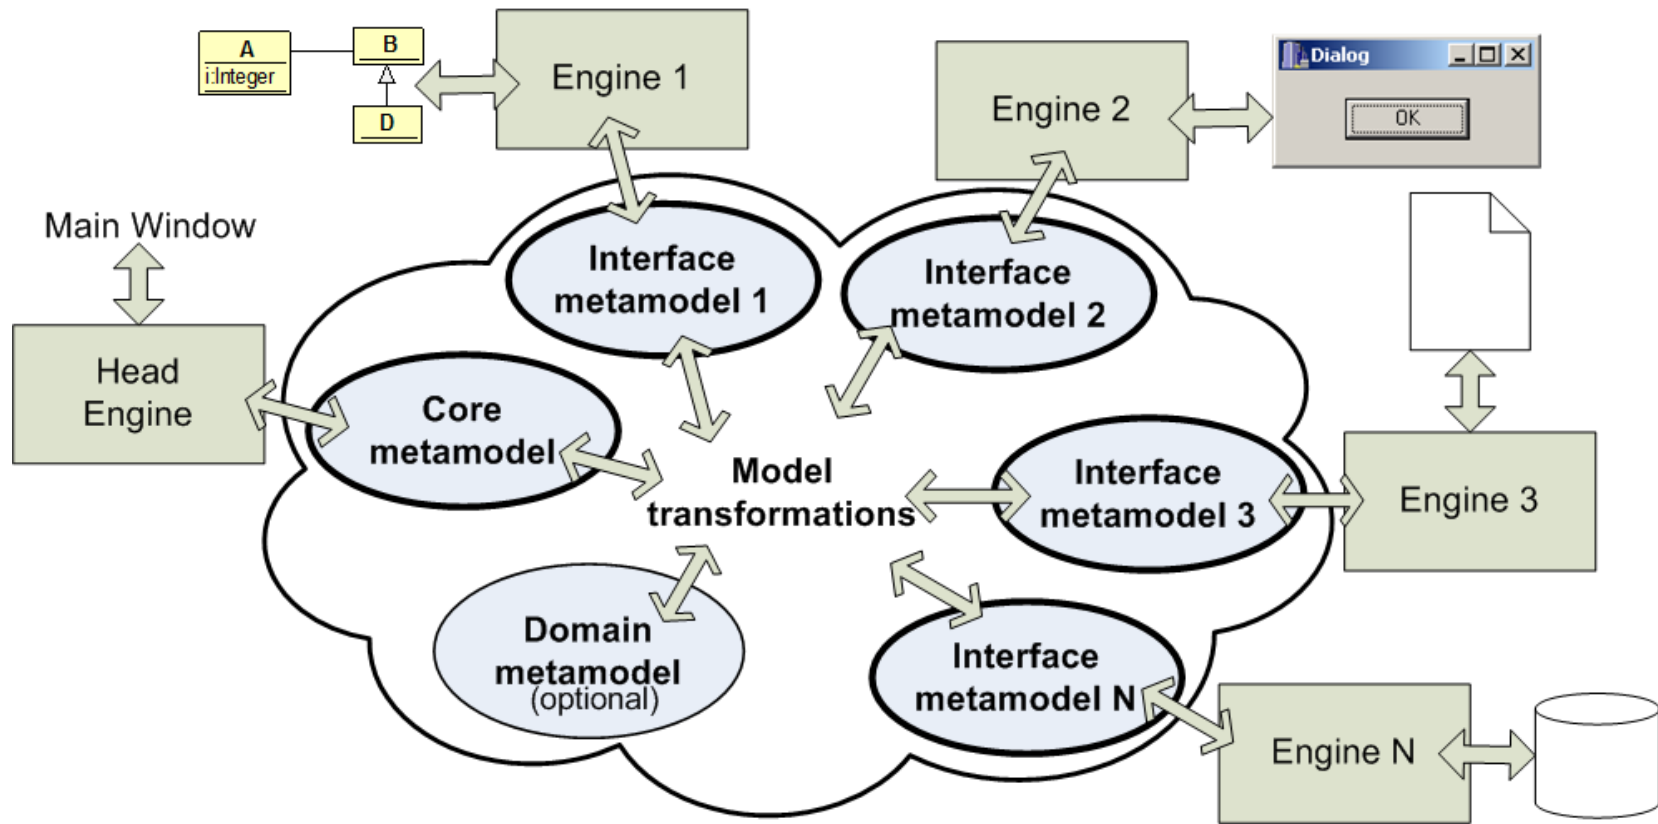 A
i:Integer
B
D
Engine 1
Engine 2
Dialog
OK
Main Window
Interface
metamodel 1
Interface
metamodel 2
Head
Engine
Core
metamodel
Model
transformations
Interface
metamodel 3
Engine 3
Domain
metamodel
(optional)
Interface
metamodel N
Engine N